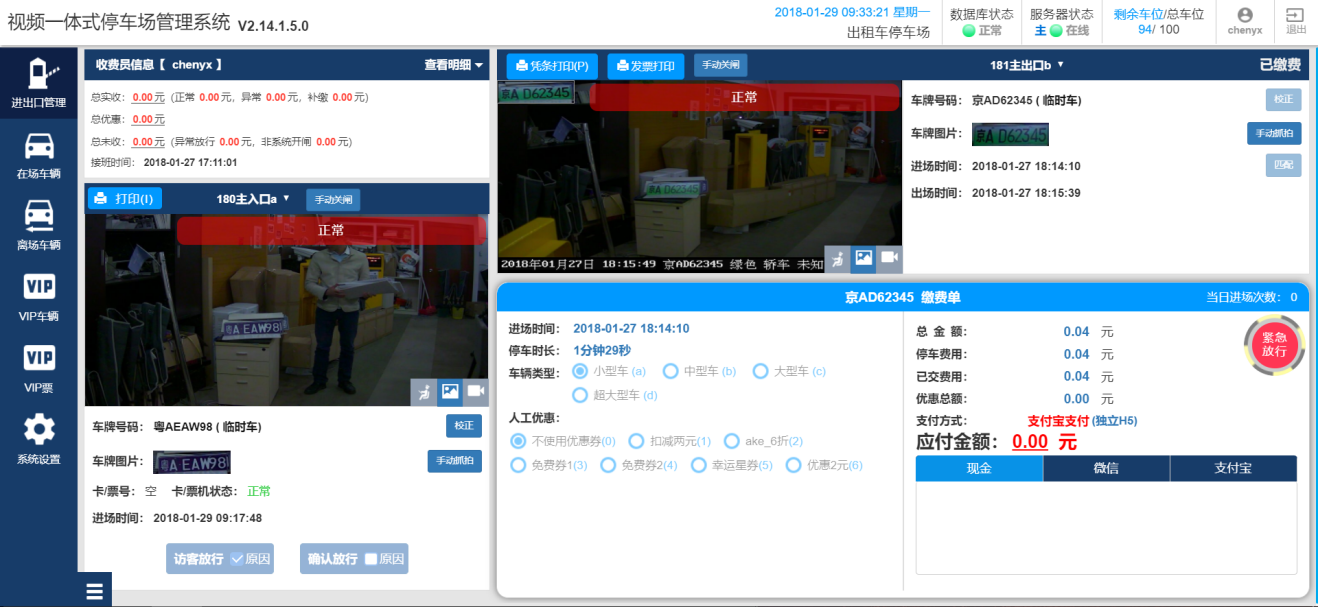 视频一体式停车场管理系统 V2.14.1.5.0
2018-01-29 09:33:21 星期一
出租车停车场
数据库状态
正常
服务器状态
主 在线
剩余车位/总车位
94/ 100
chenyx
退出
进出口管理
在场车辆
离场车辆
VIP
VIP车辆
VIP
VIP票
系统设置
收费员信息【 chenyx 】
查看明细
总实收: 0.00元 (正常 0.00元, 异常 0.00元, 补缴 0.00元)
总优惠: 0.00元
总未收: 0.00元 (异常放行 0.00元, 非系统开闸 0.00元)
接班时间: 2018-01-27 17:11:01
打印(I)
180主入口a
手动关闸
正常
粤A EAW98
车牌号码: 粤AEAW98 ( 临时车)
校正
车牌图片: 粤A EAW98
手动抓拍
卡/票号: 空 卡/票机状态: 正常
进场时间: 2018-01-29 09:17:48
访客放行 原因
确认放行 原因
凭条打印(P)
发票打印
手动关闸
181主出口b
已缴费
京A D62345
正常
京A D62345
2018年01月27日 18:15:49 京AD62345 绿色 轿车 未知
车牌号码: 京AD62345 ( 临时车)
校正
车牌图片: 京A D62345
手动抓拍
进场时间: 2018-01-27 18:14:10
匹配
出场时间: 2018-01-27 18:15:39
京AD62345 缴费单
当日进场次数: 0
进场时间: 2018-01-27 18:14:10
停车时长: 1分钟29秒
车辆类型: 小型车 (a) 中型车 (b) 大型车 (c)
超大型车 (d)
人工优惠:
不使用优惠券(0) 扣减两元(1) ake_6折(2)
免费券1(3) 免费券2(4) 幸运星券(5) 优惠2元(6)
总 金 额: 0.04 元
停车费用: 0.04 元
已交费用: 0.04 元
优惠总额: 0.00 元
支付方式: 支付宝支付 (独立H5)
应付金额: 0.00 元
紧急
放行
现金
微信
支付宝